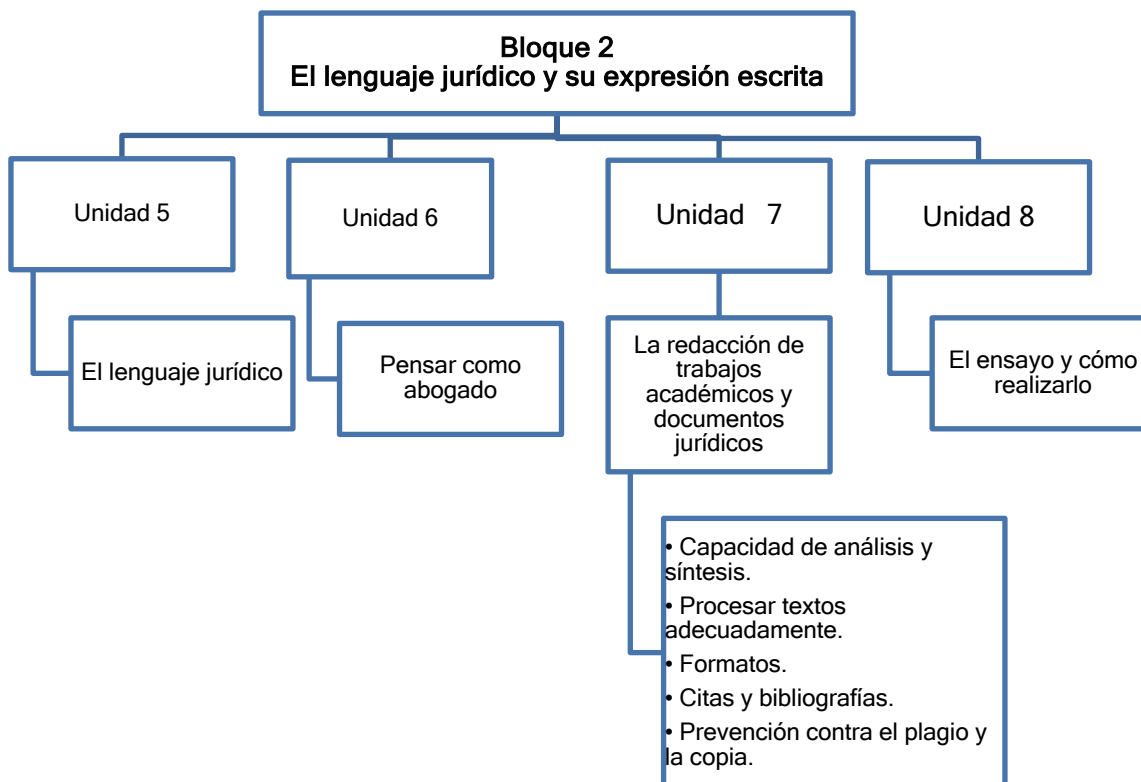 Bloque 2
El lenguaje jurídico y su expresión escrita
Unidad 5
Unidad 6
Unidad 7
Unidad 8
El lenguaje jurídico
Pensar como
abogado
La redacción de
trabajos
académicos y
documentos
jurídicos
El ensayo y cómo
realizarlo
• Capacidad de análisis y
síntesis.
• Procesar textos
adecuadamente.
• Formatos.
• Citas y bibliografías.
• Prevención contra el plagio y
la copia.